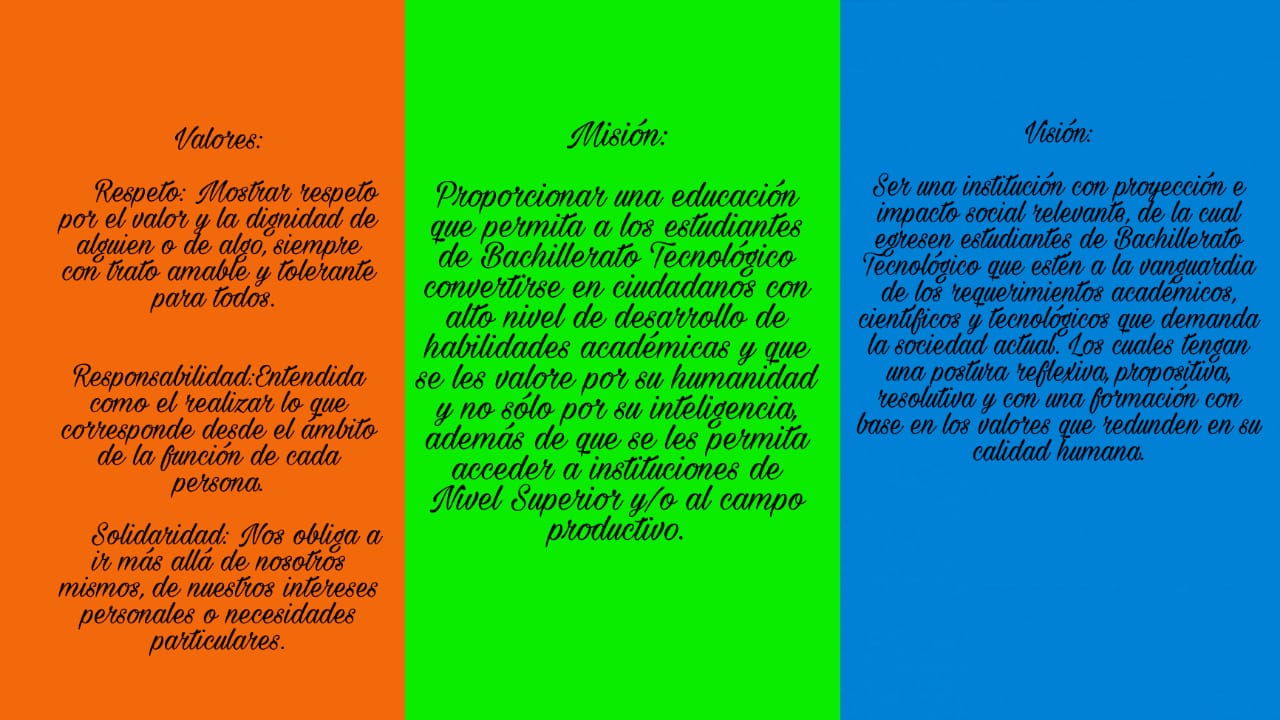 Valores:
Respeto: Mostrar respeto
por el valor y la dignidad de
alguien o de algo, siempre
con trato amable y tolerante
para todos.
Responsabilidad:Entendida
como el realizar lo que
corresponde desde el ámbito
de la función de cada
persona.
Solidaridad: Nos obliga a
ir más allá de nosotros
mismos, de nuestros intereses
personales o necesidades
particulares.
Misión:
Proporcionar una educación
que permita a los estudiantes
de Bachillerato Tecnológico
convertirse en ciudadanos con
alto nivel de desarrollo de
habilidades académicas y que
se les valore por su humanidad
y no sólo por su inteligencia,
además de que se les permita
acceder a instituciones de
Nivel Superior y/o al campo
productivo.
Visión:
Ser una institución con proyección e
impacto social relevante, de la cual
egresen estudiantes de Bachillerato
Tecnológico que estén a la vanguardia
de los requerimientos académicos,
científicos y tecnológicos que demanda
la sociedad actual. Los cuales tengan
una postura reflexiva, propositiva,
resolutiva y con una formación con
base en los valores que redunden en su
calidad humana.